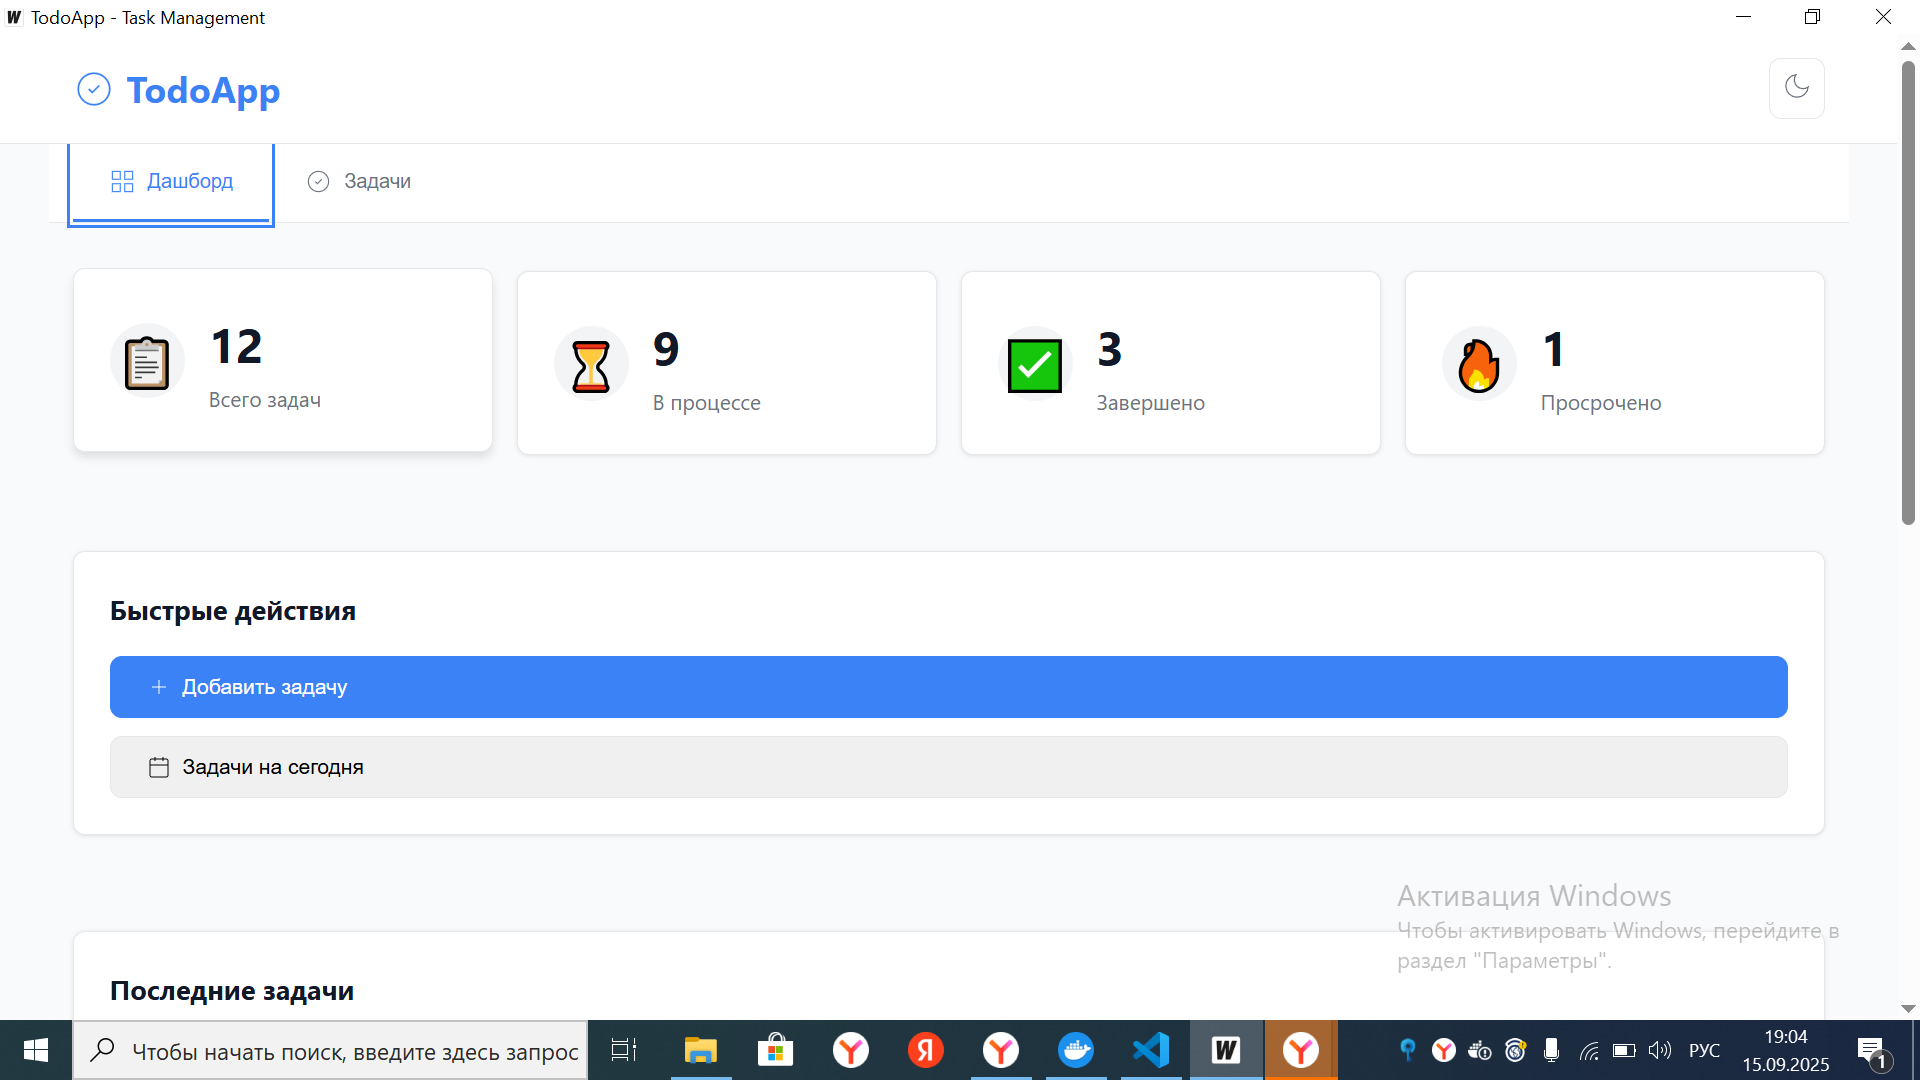 TodoApp - Task Management
TodoApp
Дашборд
Задачи
12
Всего задач
9
В процессе
3
Завершено
1
Просрочено
Быстрые действия
Добавить задачу
Задачи на сегодня
Активация Windows
Чтобы активировать Windows, перейдите в
раздел "Параметры".
Последние задачи
Чтобы начать поиск, введите здесь запрос
РУС
19:04
15.09.2025
1